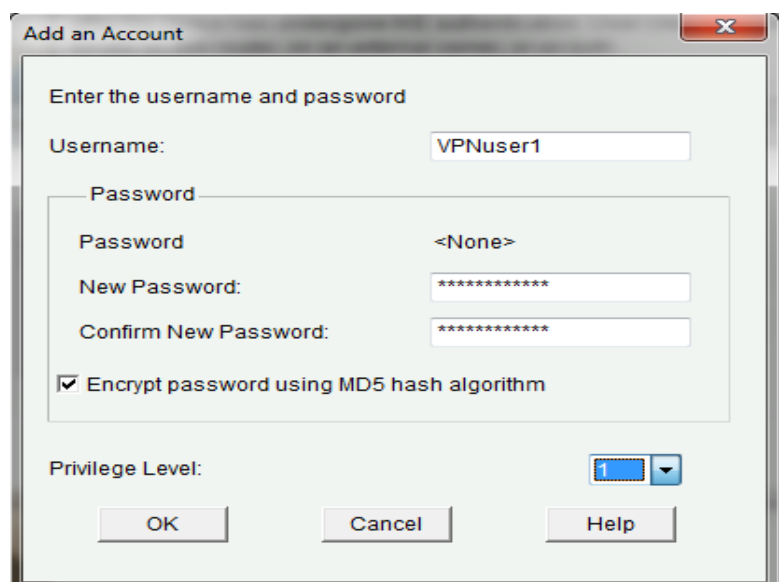 Add an Account
Enter the username and password
Username: VPNuser1
Password
Password <None>
New Password: ************
Confirm New Password: ************
Encrypt password using MD5 hash algorithm
Privilege Level: 1
OK Cancel Help